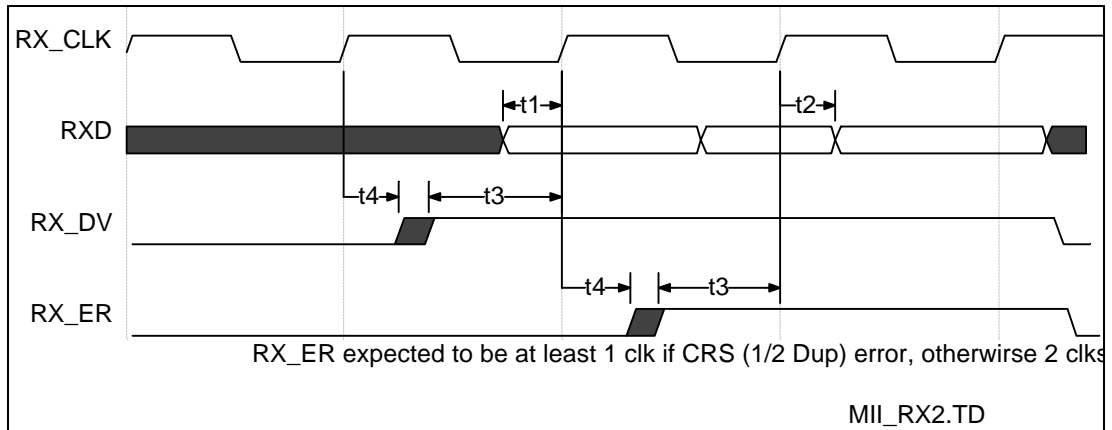 RX_CLK
t1
t2
RXD
t4
t3
RX_DV
t4
t3
RX_ER
RX_ER expected to be at least 1 clk if CRS (1/2 Dup) error, otherwirse 2 clks
MII_RX2.TD